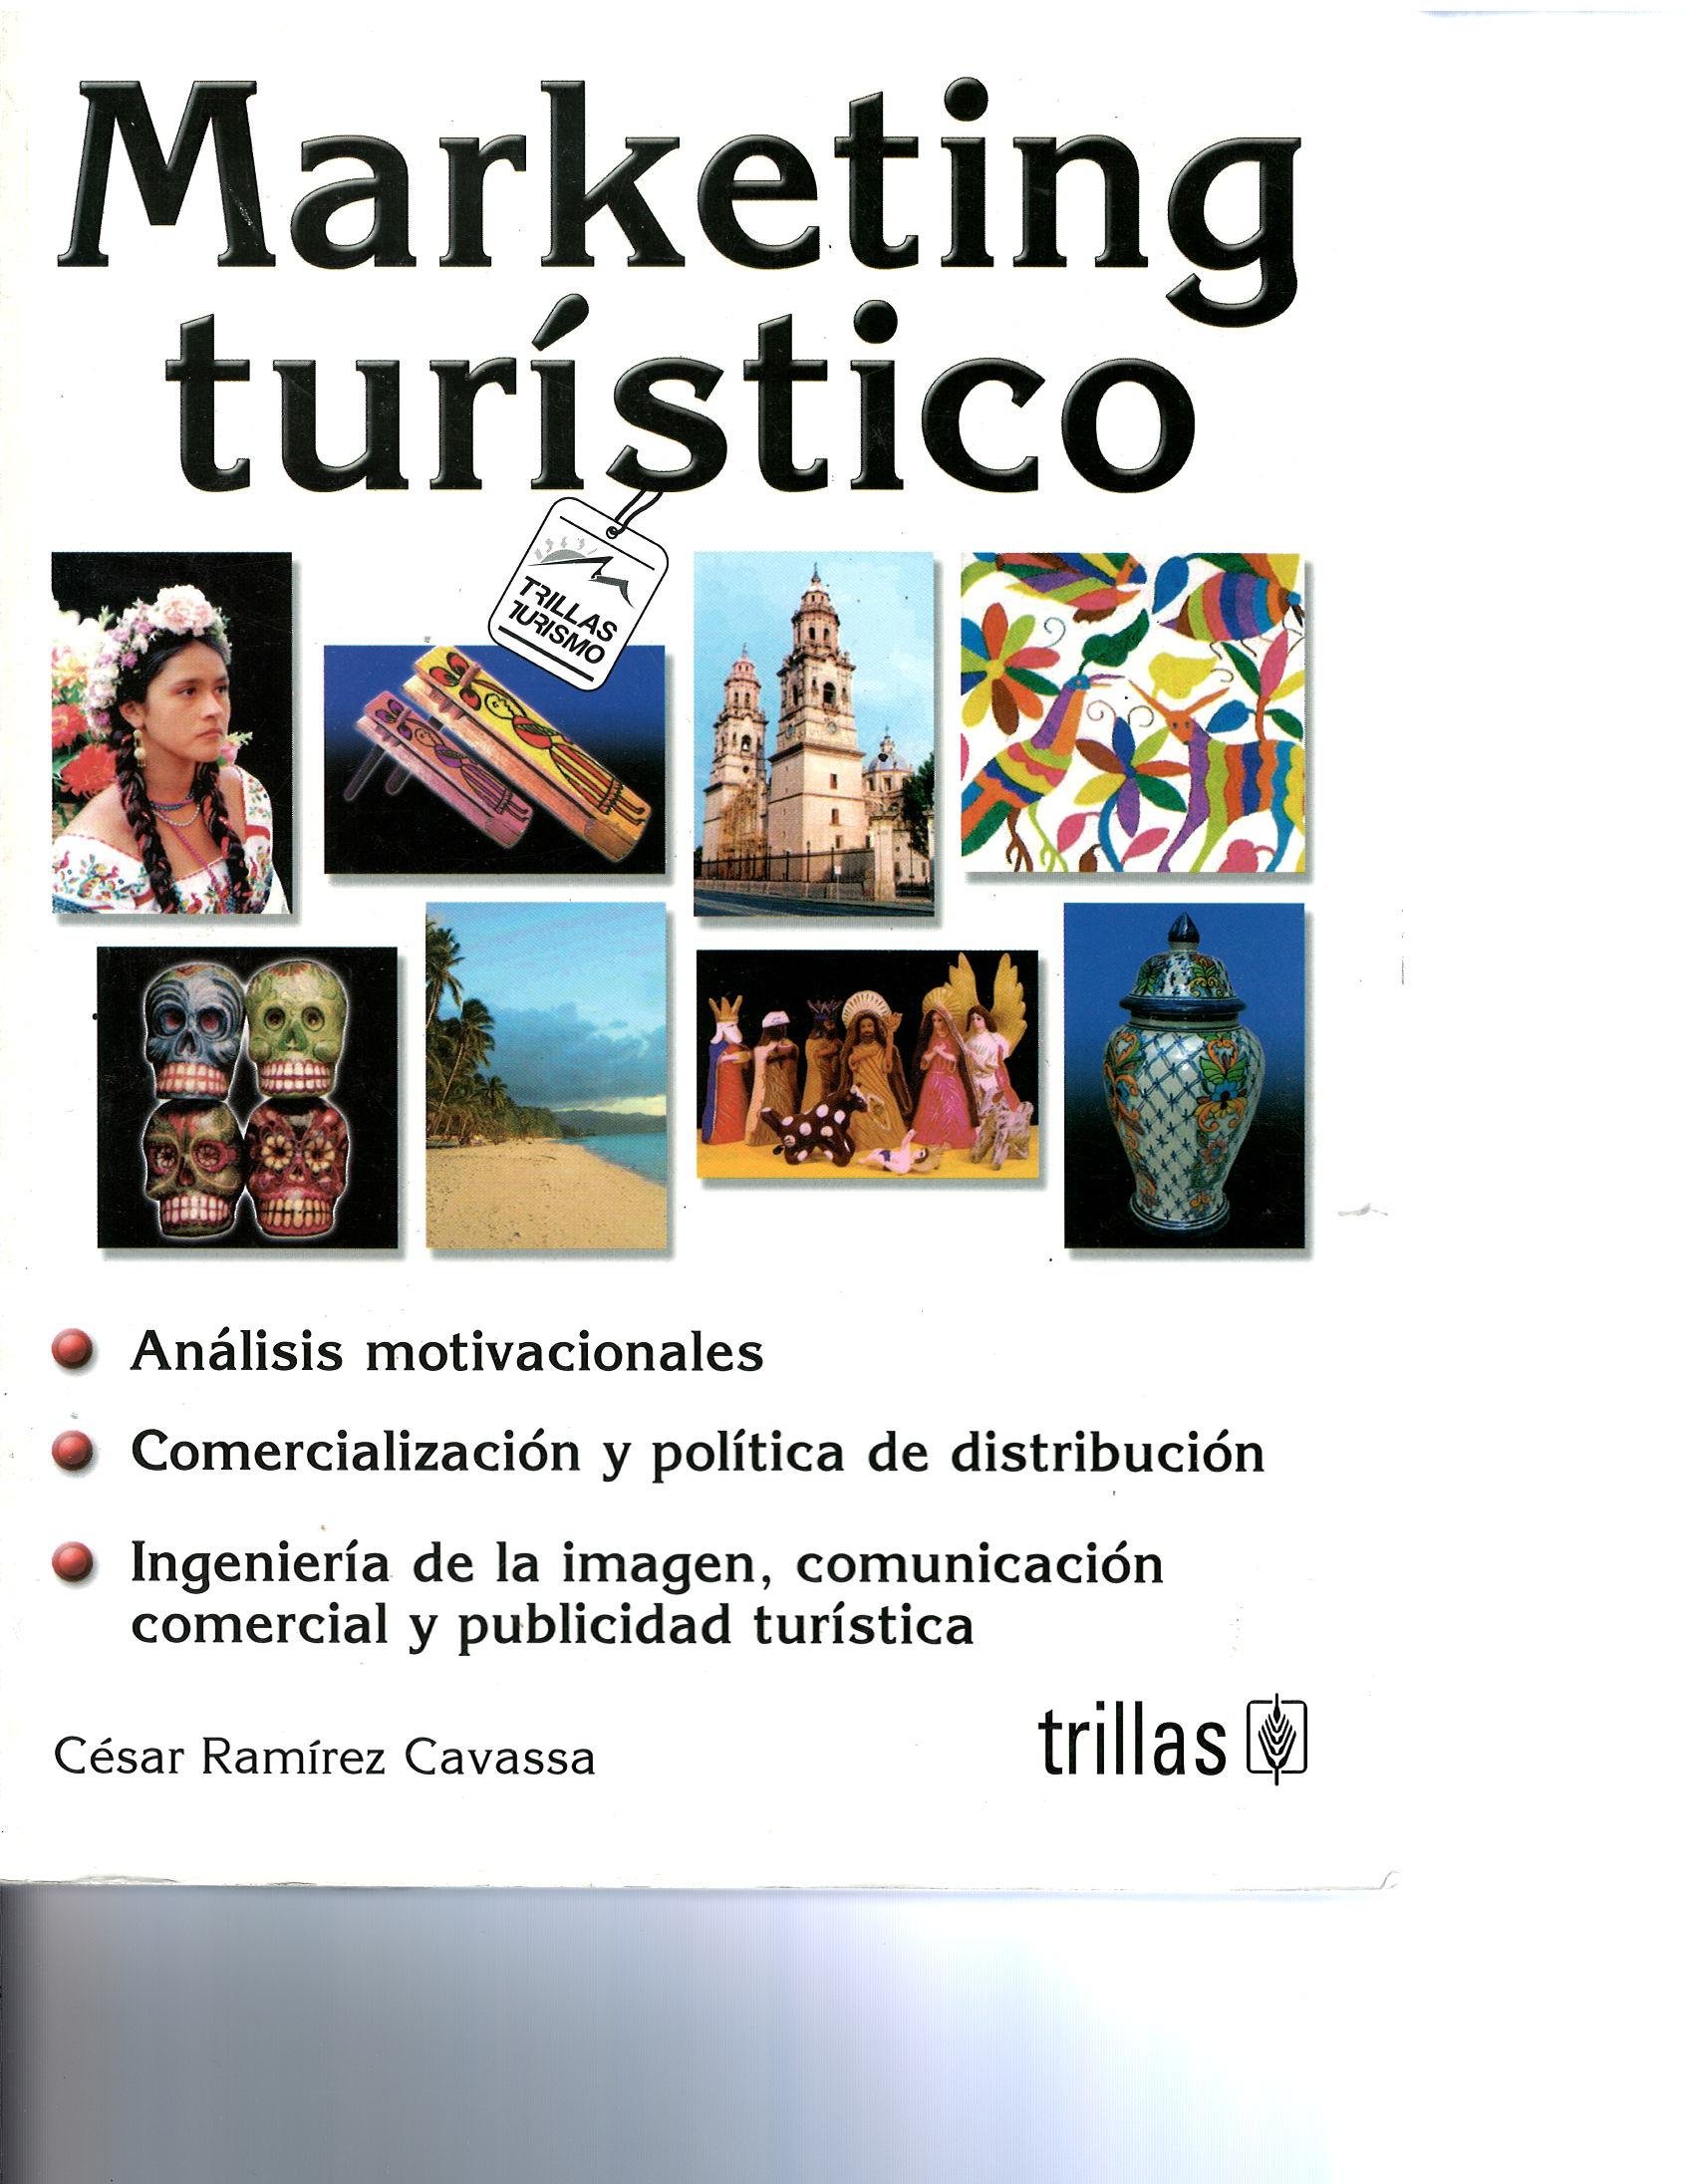 Marketing
turístico
TRILLAS
TURISMO
Análisis motivacionales
Comercialización y política de distribución
Ingeniería de la imagen, comunicación
comercial y publicidad turística
César Ramírez Cavassa
trillas